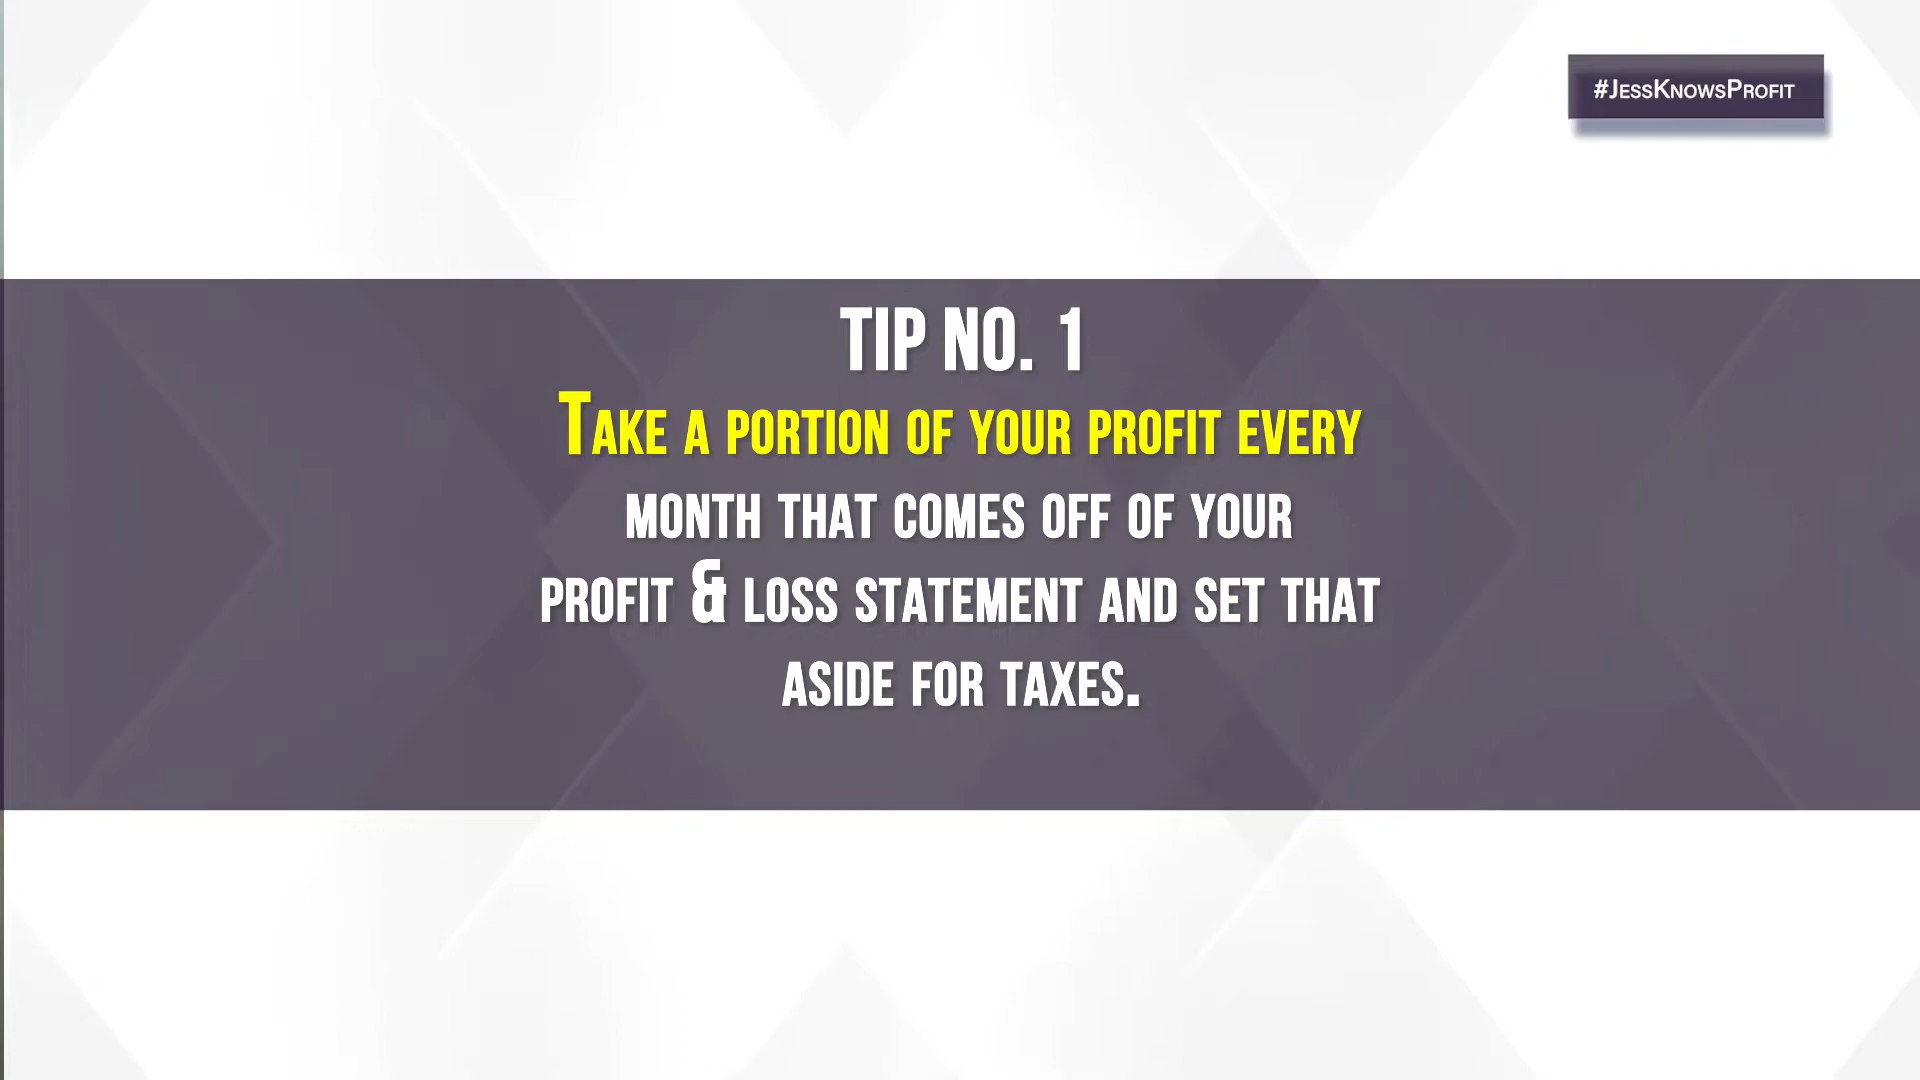 #JessKnowsProfit
TIP NO. 1
Take a portion of your profit every
month that comes off of your
profit & loss statement and set that
aside for taxes.